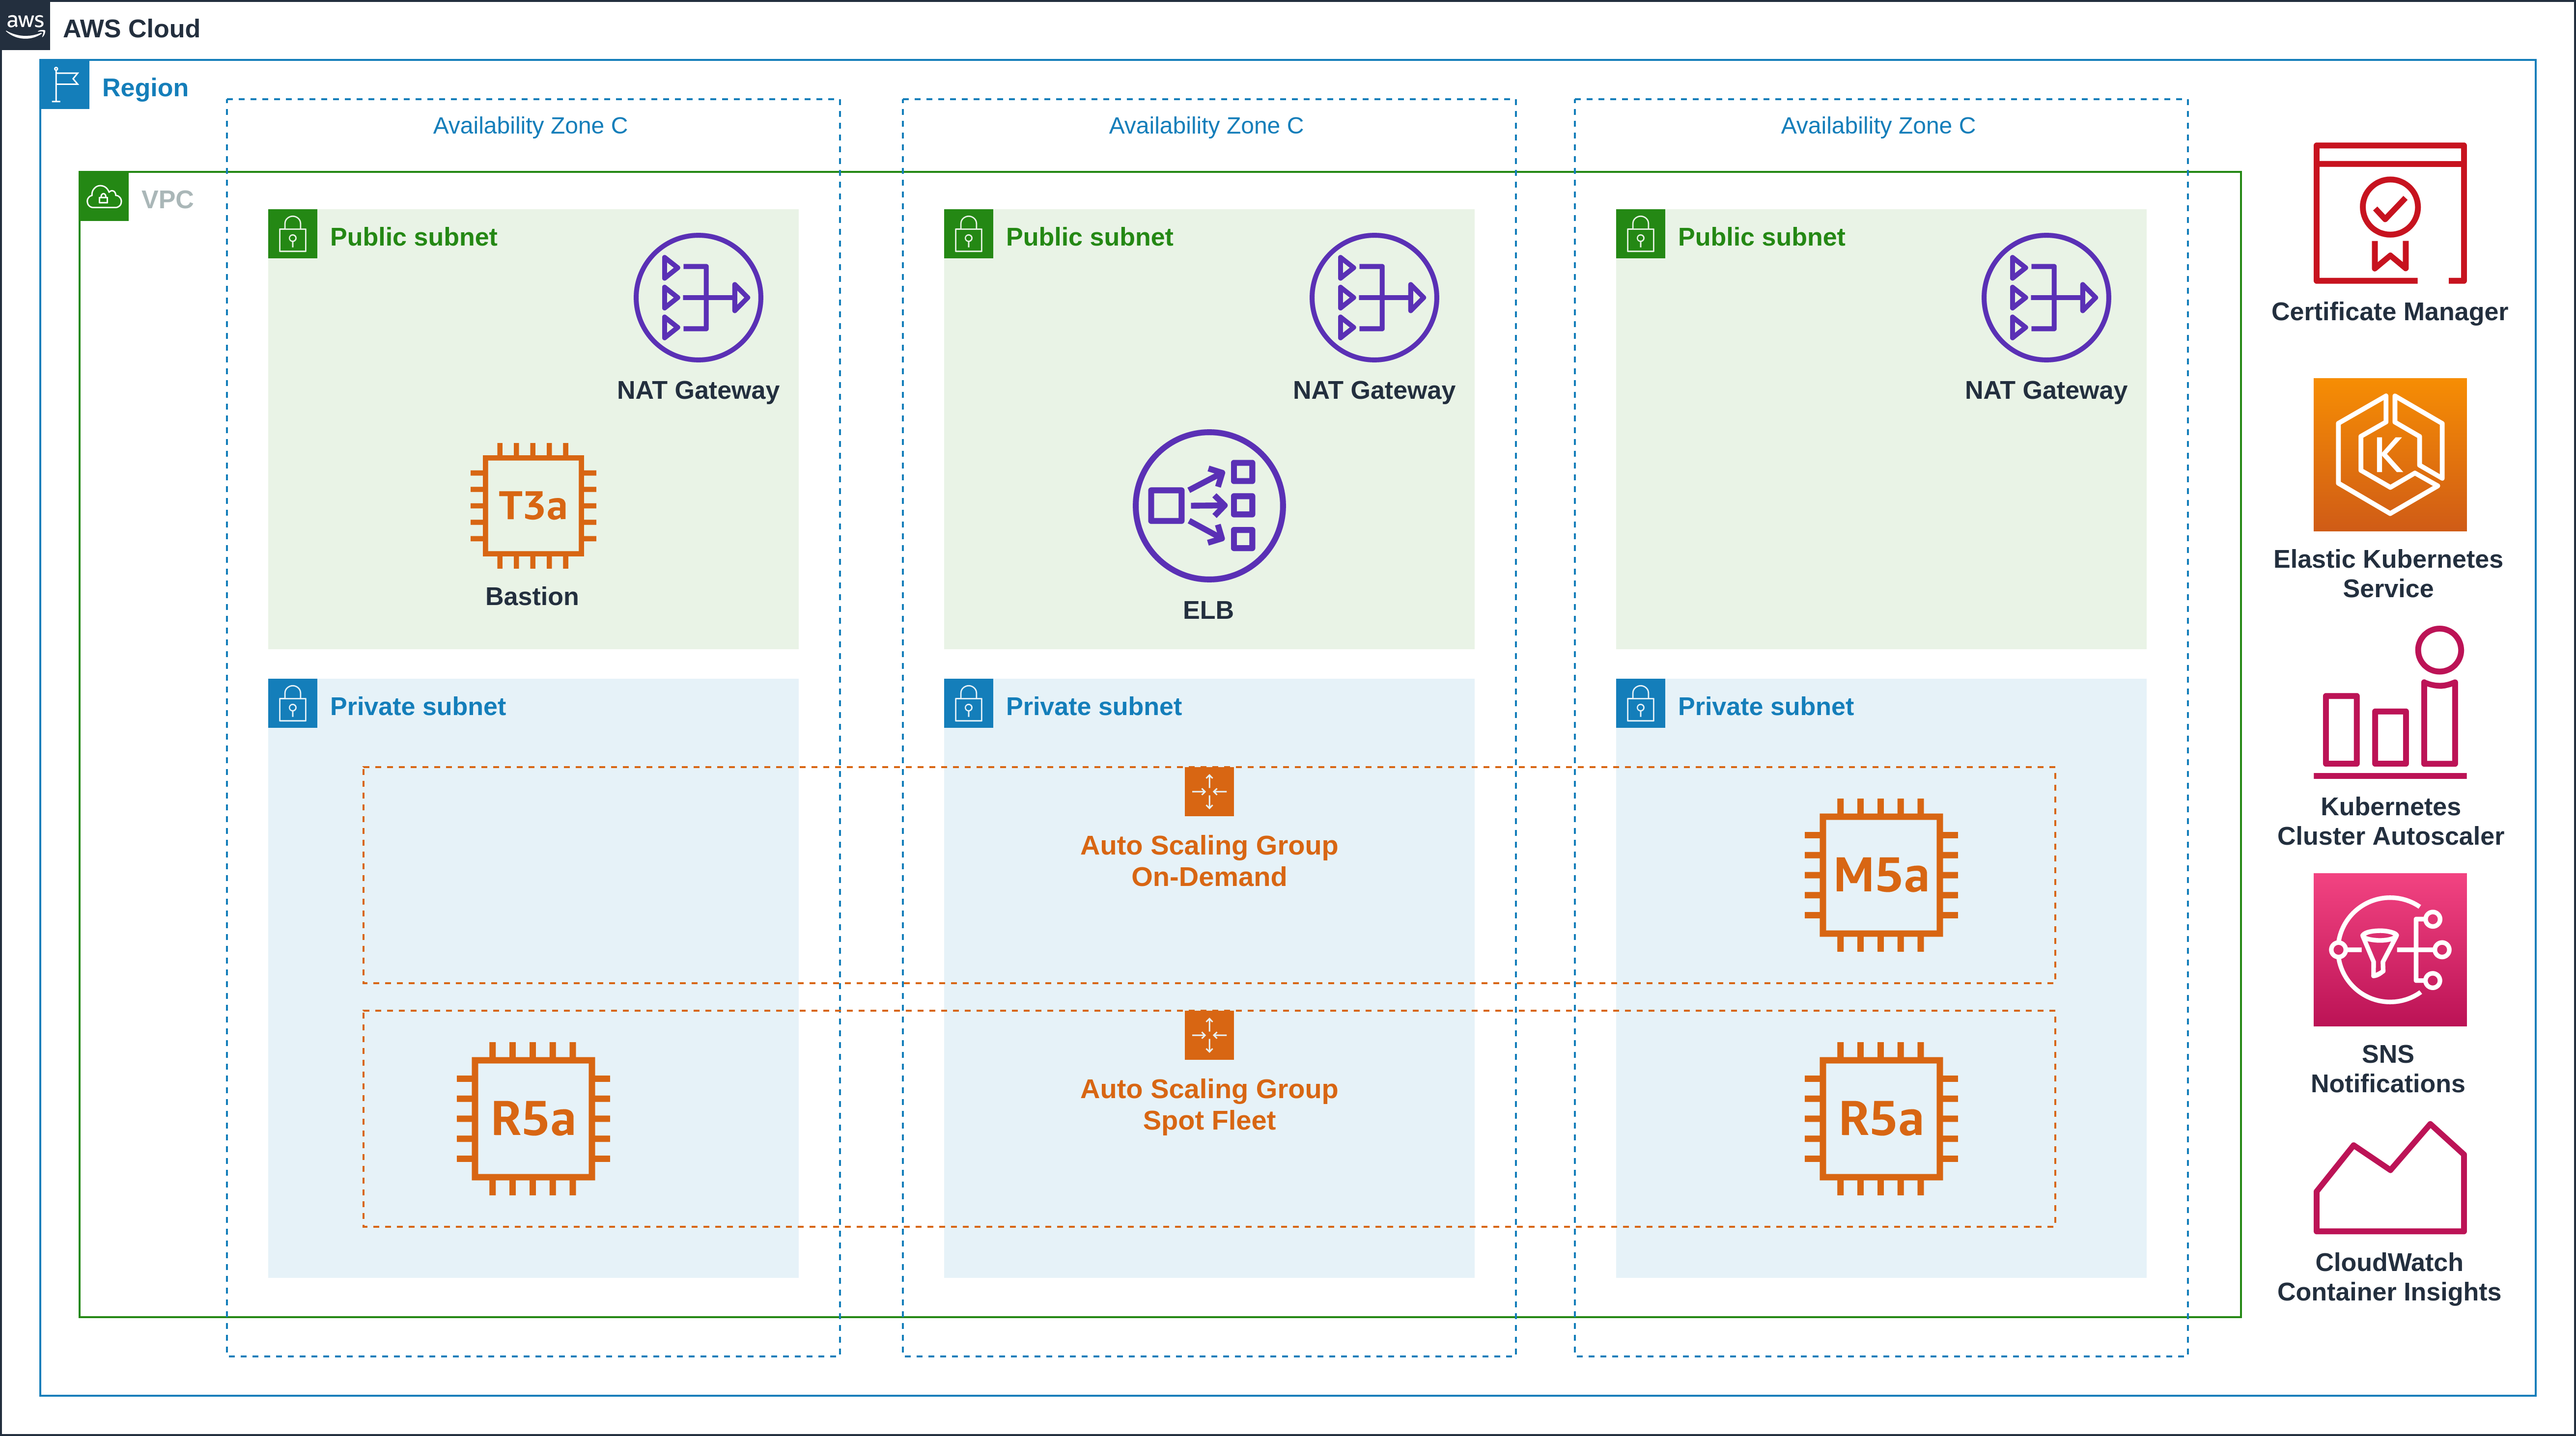 aws
AWS Cloud
Region
Availability Zone C
Availability Zone C
Availability Zone C
VPC
Public subnet
NAT Gateway
T3a
Bastion
Public subnet
NAT Gateway
ELB
Public subnet
NAT Gateway
Private subnet
Private subnet
Private subnet
Auto Scaling Group
On-Demand
M5a
R5a
Auto Scaling Group
Spot Fleet
R5a
Certificate Manager
K
Elastic Kubernetes
Service
Kubernetes
Cluster Autoscaler
SNS
Notifications
CloudWatch
Container Insights